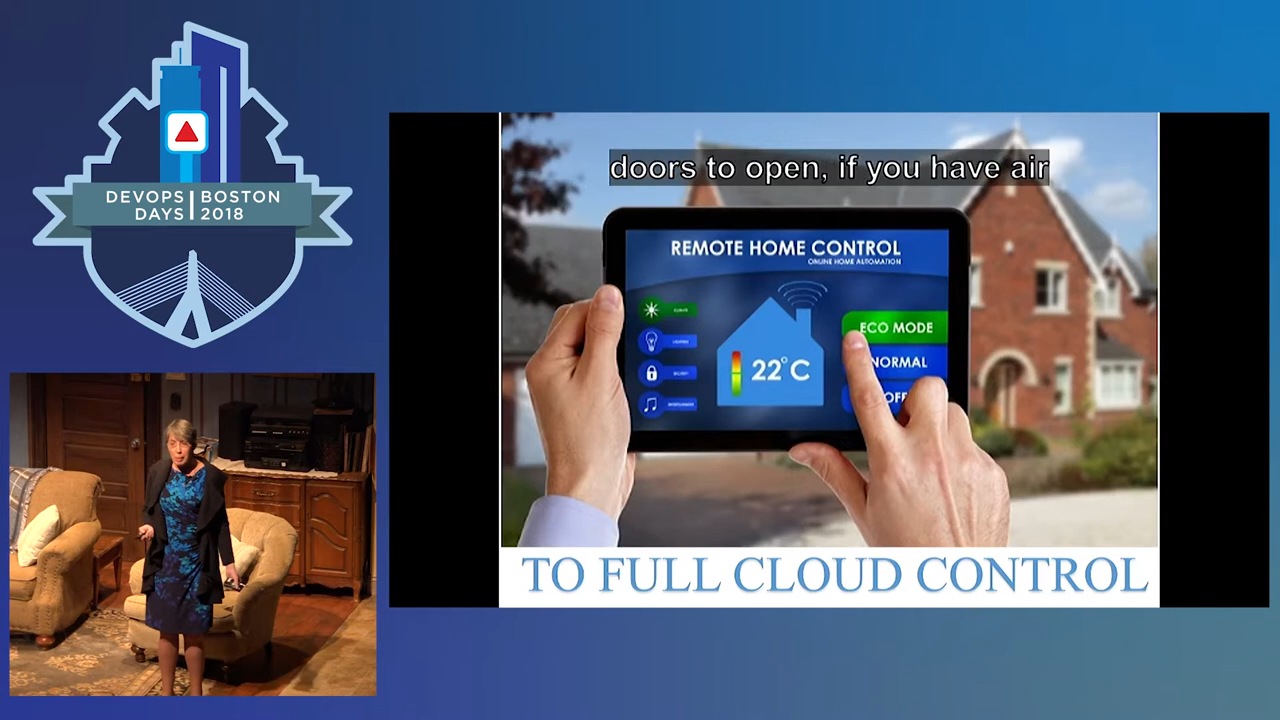 DEVOPS BOSTON
DAYS 2018
doors to open, if you have air
REMOTE HOME CONTROL
ONLINE HOME AUTOMATION
ECO MODE
22°C
NORMAL
OFF
TO FULL CLOUD CONTROL